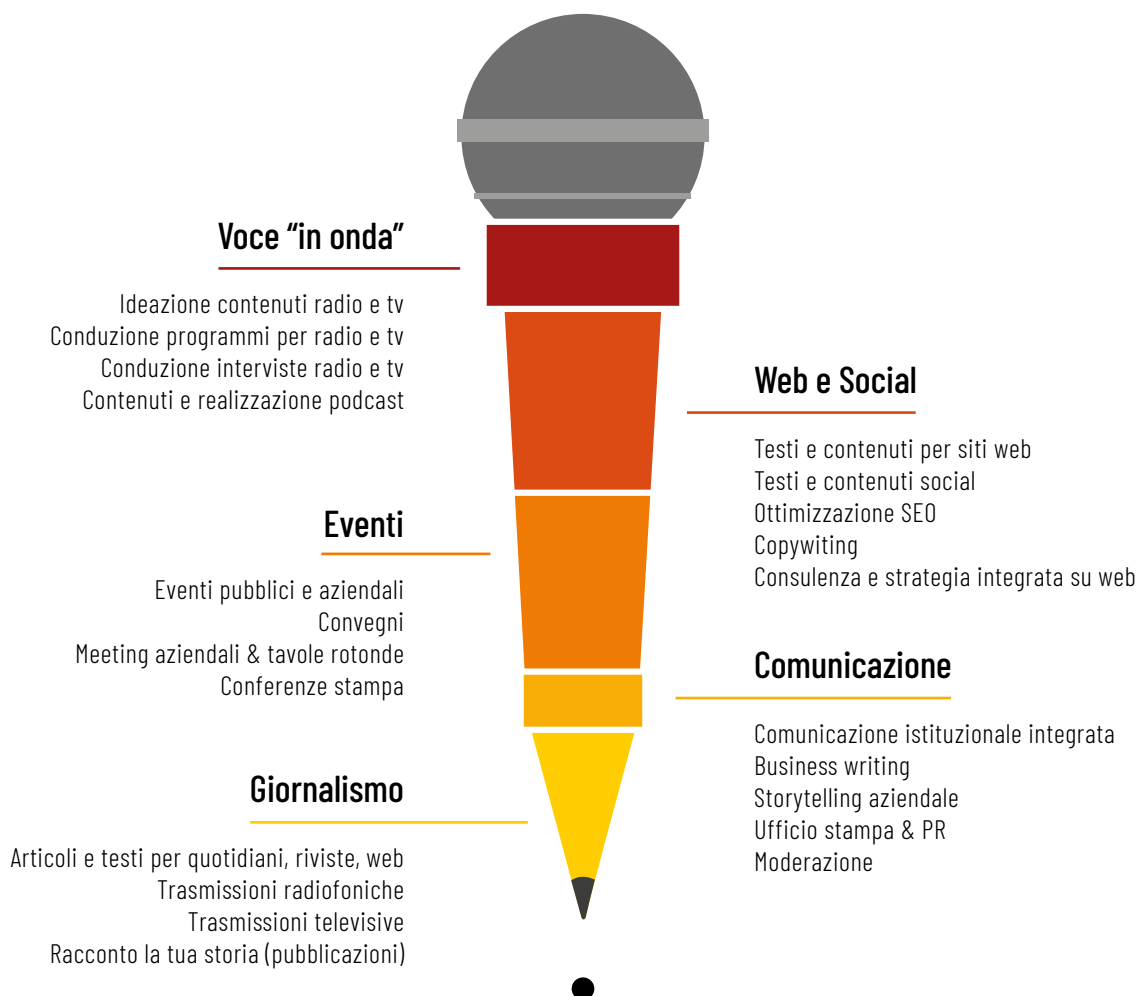 Voce “in onda”
Ideazione contenuti radio e tv
Conduzione programmi per radio e tv
Conduzione interviste radio e tv
Contenuti e realizzazione podcast
Web e Social
Testi e contenuti per siti web
Testi e contenuti social
Ottimizzazione SEO
Copywiting
Consulenza e strategia integrata su web
Eventi
Eventi pubblici e aziendali
Convegni
Meeting aziendali & tavole rotonde
Conferenze stampa
Comunicazione
Comunicazione istituzionale integrata
Business writing
Storytelling aziendale
Ufficio stampa & PR
Moderazione
Giornalismo
Articoli e testi per quotidiani, riviste, web
Trasmissioni radiofoniche
Trasmissioni televisive
Racconto la tua storia (pubblicazioni)